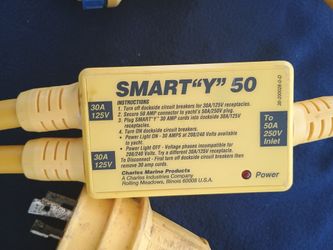 SMART"Y" 50
INSTRUCTIONS
1. Turn off dockside circuit breakers for 30A/125V receptacles.
2. Secure 50 AMP connector to yacht's 50A/250V plug.
3. Plug SMART Y 30 AMP cords into dockside 30A/125V
receptacles.
4. Turn ON dockside circuit breakers.
• Power Light ON - 30 AMPS at 208/240 Volts available
to yacht.
• Power Light OFF - Voltage phases incompatible for
208/240 Volts. Try a different 30A/125V receptacle.
To Disconnect - First turn off dockside circuit breakers then
remove 30 amp cords.
Charles Marine Products
A Charles Industries Company
Rolling Meadows, Illinois 60008 U.S.A.
30A
125V
30A
125V
To
50A
250V
Inlet
Power